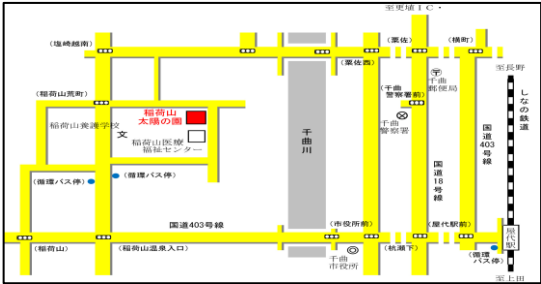 至更埴IC・
(塩崎越南)
(粟佐)
(横町)
(粟佐西)
至長野
千曲
郵便局
(稲荷山荒町)
(千曲
警察署前)
しなの鉄道
稲荷山
太陽の園
稲荷山養護学校
文
稲荷山医療
福祉センター
千曲
警察署
千曲川
国道
403
号線
国道
18
号線
(循環バス停)
(循環バス停)
国道403号線
(市役所前)
(屋代駅前)
屋代駅
(稲荷山)
(稲荷山温泉入口)
千曲
市役所
(杭瀬下)
(循環
バス停)
至上田